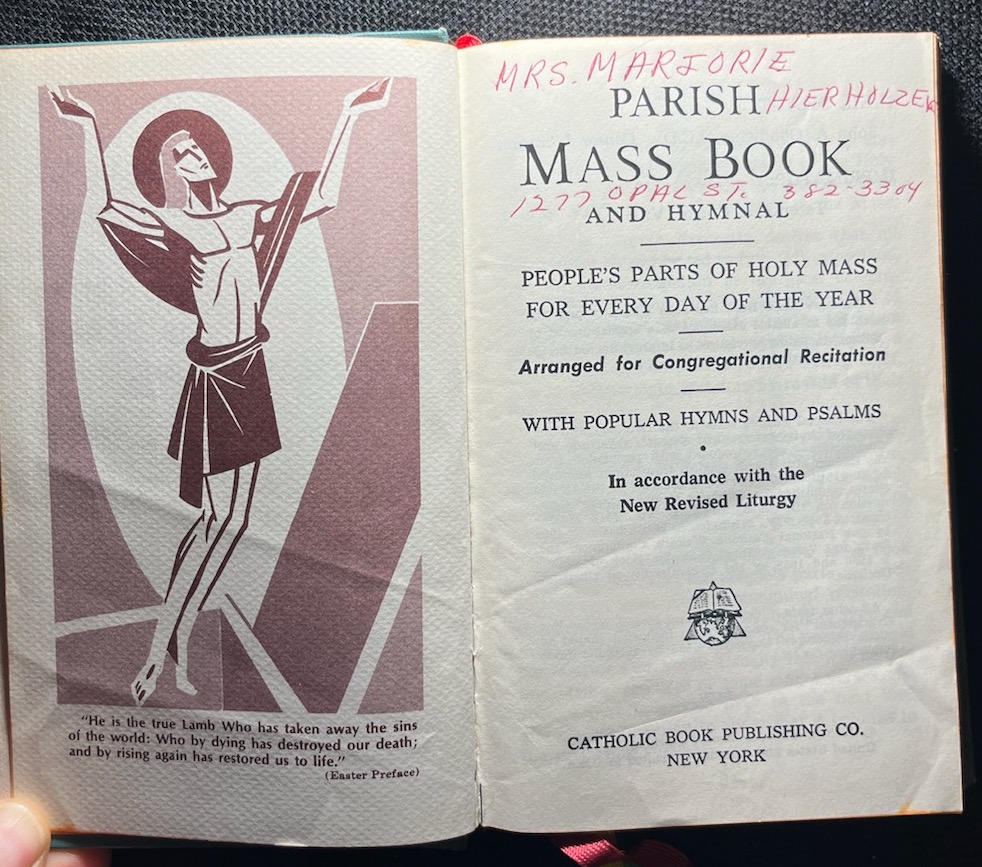 "He is the true Lamb Who has taken away the sins
of the world: Who by dying has destroyed our death;
and by rising again has restored us to life."
(Easter Preface)
MRS. MARJORIE
PARISH HIERHOLZER
MASS BOOK
1277 OPAL ST. 382-3304
AND HYMNAL
PEOPLE'S PARTS OF HOLY MASS
FOR EVERY DAY OF THE YEAR
Arranged for Congregational Recitation
WITH POPULAR HYMNS AND PSALMS
In accordance with the
New Revised Liturgy
CATHOLIC BOOK PUBLISHING CO.
NEW YORK